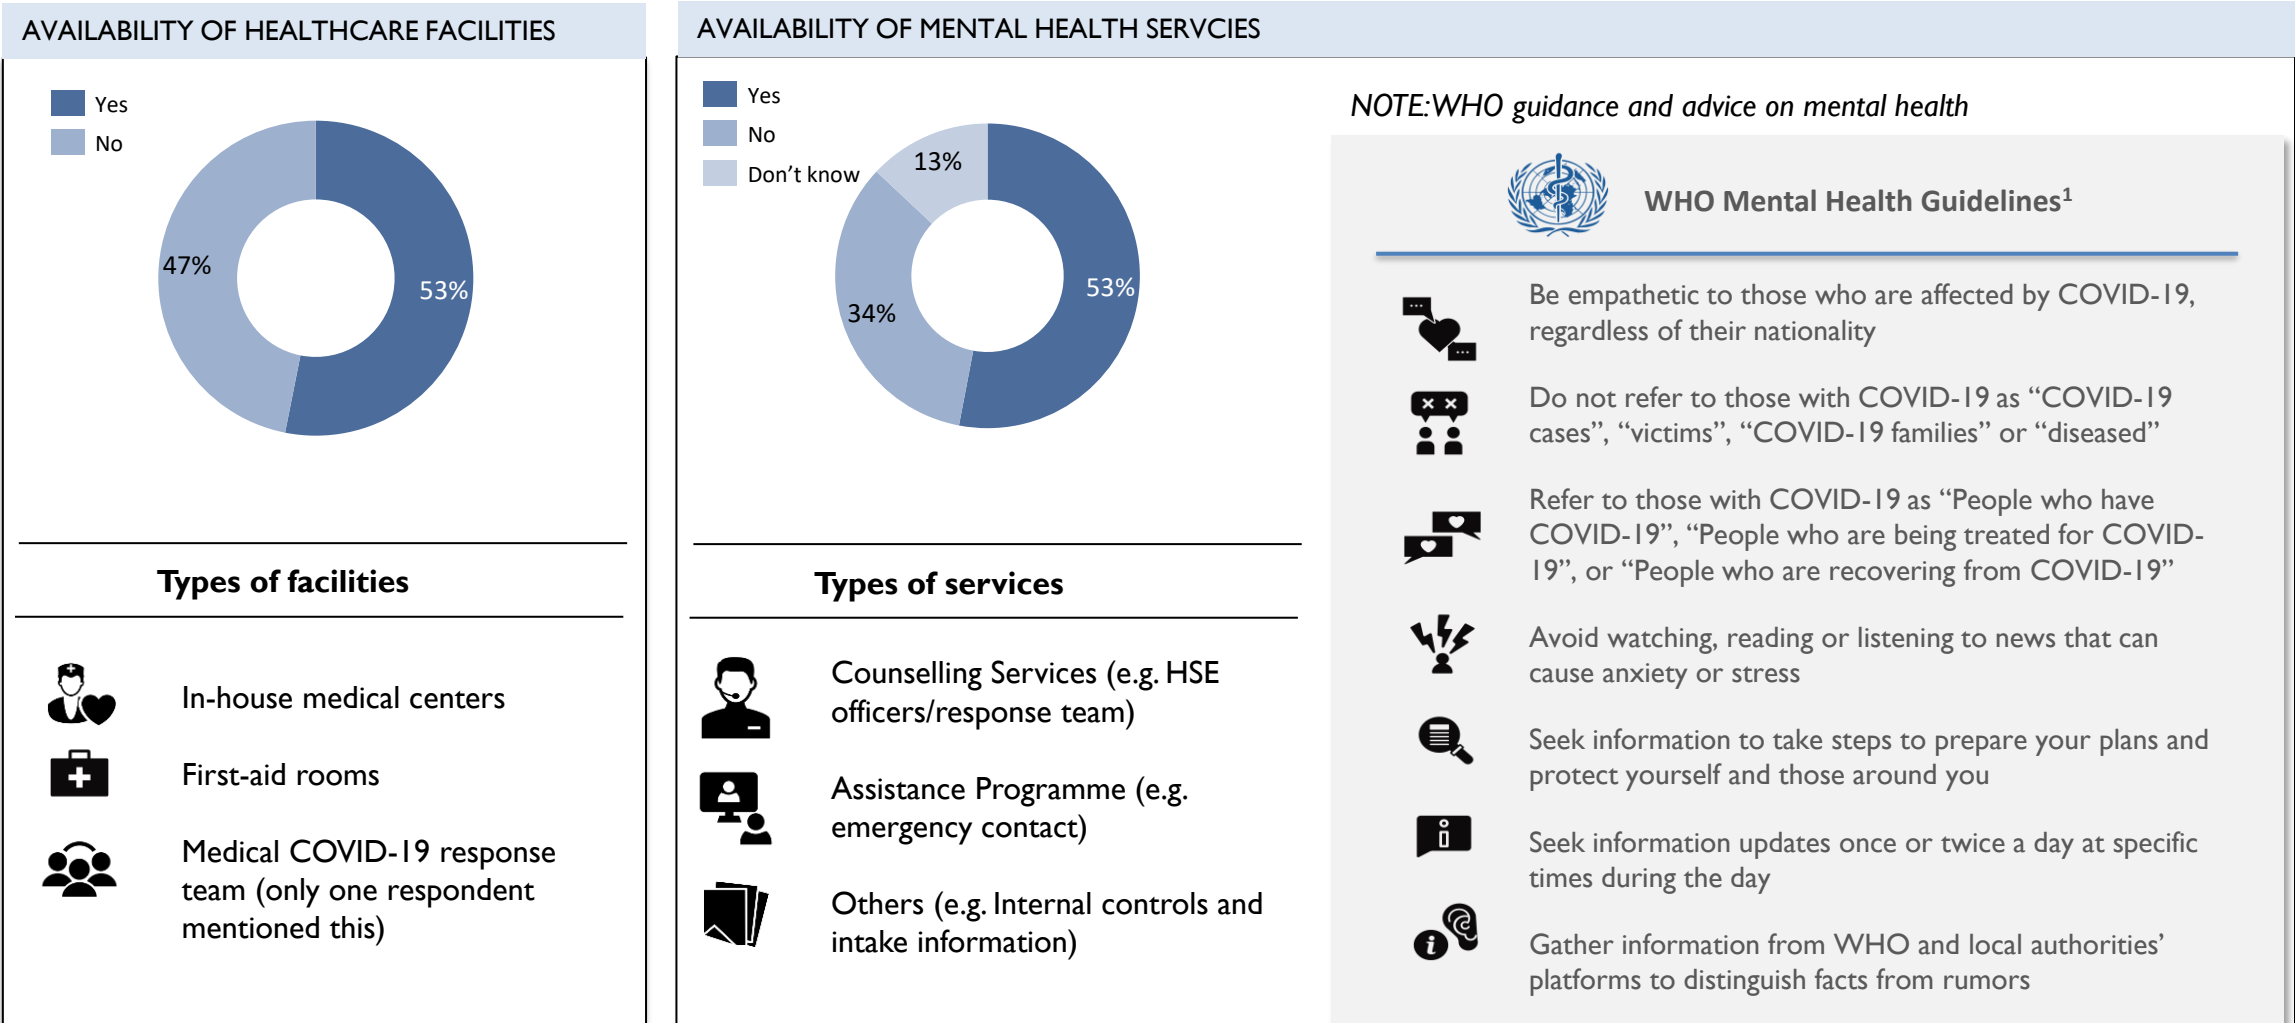 AVAILABILITY OF HEALTHCARE FACILITIES
Yes
No
47%
53%
Types of facilities
In-house medical centers
First-aid rooms
Medical COVID-19 response
team (only one respondent
mentioned this)
AVAILABILITY OF MENTAL HEALTH SERVCIES
Yes
No
Don't know
13%
34%
53%
Types of services
Counselling Services (e.g. HSE
officers/response team)
Assistance Programme (e.g.
emergency contact)
Others (e.g. Internal controls and
intake information)
NOTE: WHO guidance and advice on mental health
WHO Mental Health Guidelines¹
Be empathetic to those who are affected by COVID-19,
regardless of their nationality
Do not refer to those with COVID-19 as “COVID-19
cases”, “victims”, “COVID-19 families” or “diseased”
Refer to those with COVID-19 as “People who have
COVID-19”, “People who are being treated for COVID-
19”, or “People who are recovering from COVID-19”
Avoid watching, reading or listening to news that can
cause anxiety or stress
Seek information to take steps to prepare your plans and
protect yourself and those around you
Seek information updates once or twice a day at specific
times during the day
Gather information from WHO and local authorities’
platforms to distinguish facts from rumors